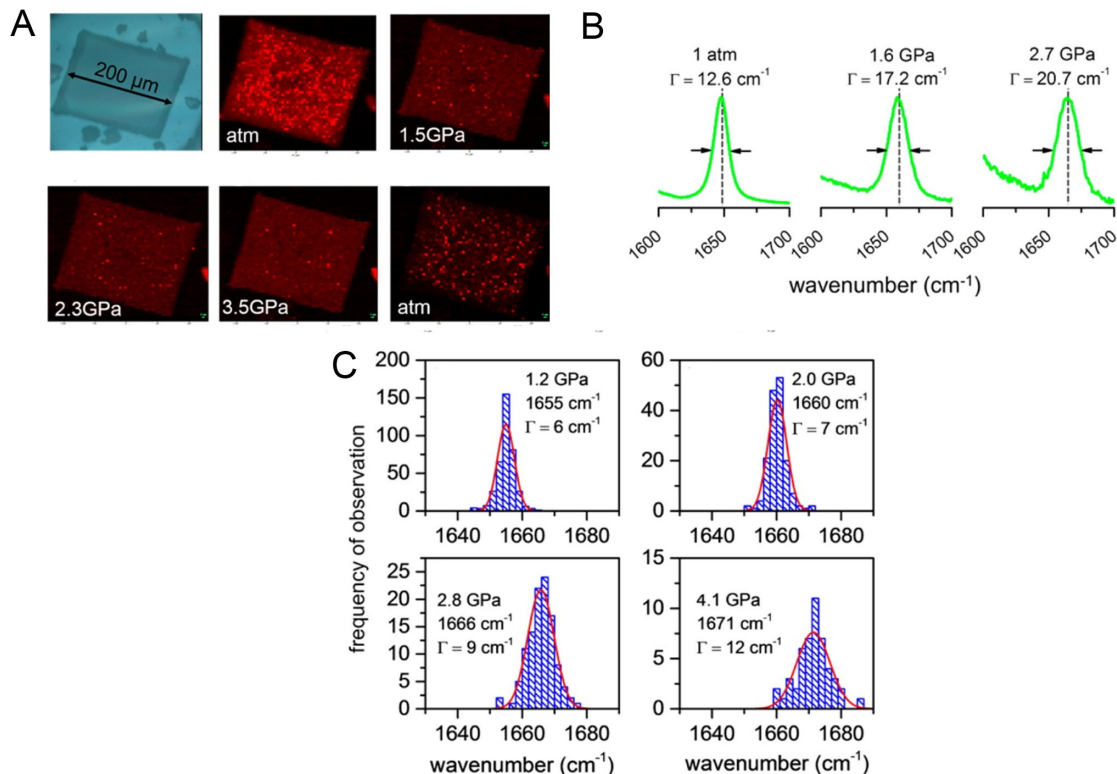 A
200 µm
atm
1.5GPa
2.3GPa
3.5GPa
atm
B
1 atm
Γ = 12.6 cm⁻¹
1.6 GPa
Γ = 17.2 cm⁻¹
2.7 GPa
Γ = 20.7 cm⁻¹
1600
1650
1700
1600
1650
1700
1600
1650
1700
wavenumber (cm⁻¹)
C
frequency of observation
200
150
100
50
0
1.2 GPa
1655 cm⁻¹
Γ = 6 cm⁻¹
1640 1660 1680
60
40
20
0
2.0 GPa
1660 cm⁻¹
Γ = 7 cm⁻¹
1640 1660 1680
25
20
15
10
5
0
2.8 GPa
1666 cm⁻¹
Γ = 9 cm⁻¹
1640 1660 1680
wavenumber (cm⁻¹)
15
10
5
0
4.1 GPa
1671 cm⁻¹
Γ = 12 cm⁻¹
1640 1660 1680
wavenumber (cm⁻¹)